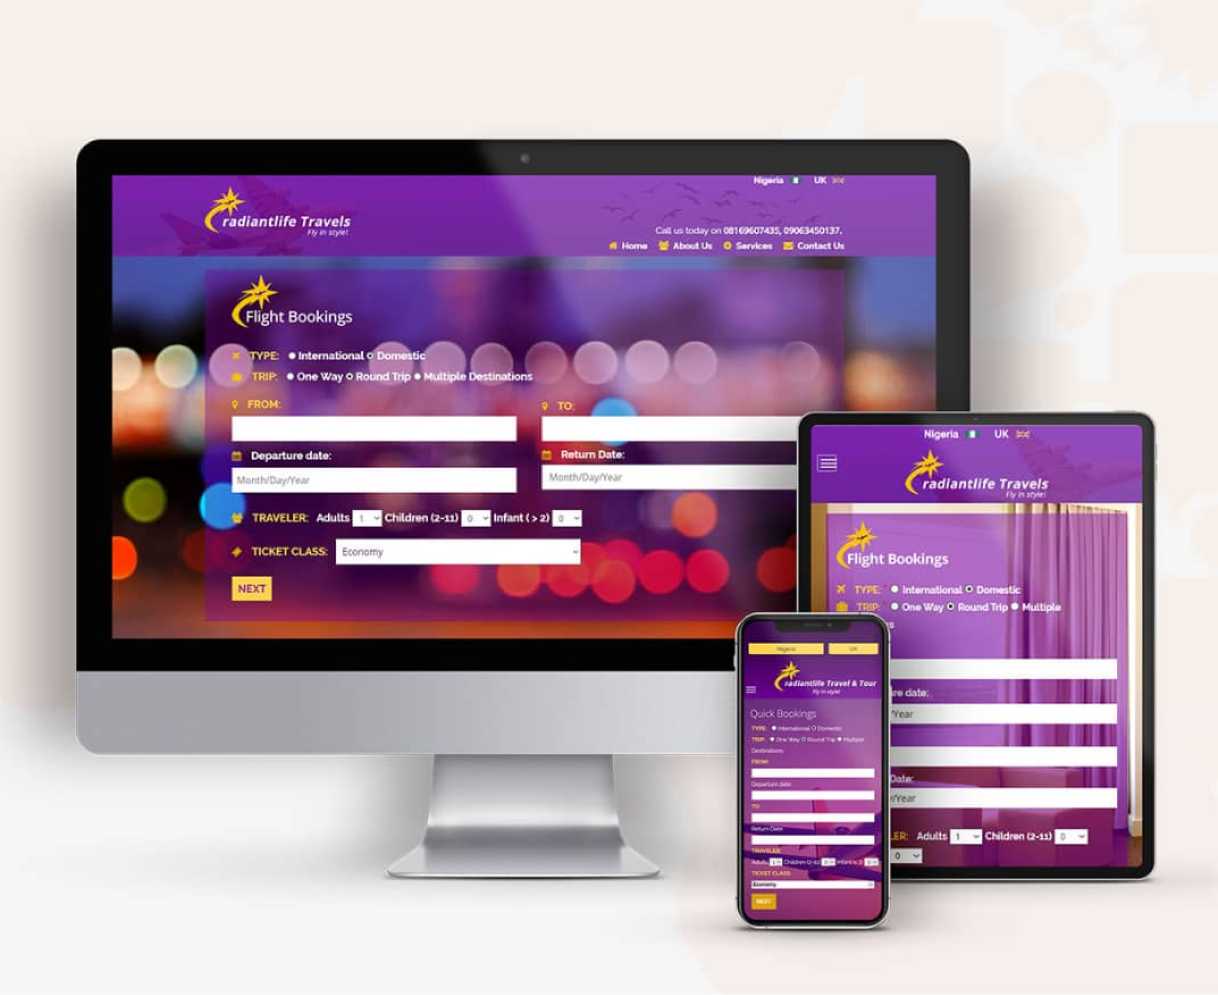 Nigeria UK
radiantlife Travels
Fly in style!
Call us today on 08169607435, 09063450137.
Home About Us Services Contact Us
Flight Bookings
TYPE: International Domestic
TRIP: One Way Round Trip Multiple Destinations
FROM: TO:
Departure date: Return Date:
Month/Day/Year Month/Day/Year
TRAVELER: Adults 1 Children (2-11) 0 Infant ( > 2) 0
TICKET CLASS: Economy
NEXT
Nigeria UK
radiantlife Travels
Fly in style!
Flight Bookings
TYPE: International Domestic
TRIP: One Way Round Trip Multiple
s
re date:
/Year
Date:
/Year
ER: Adults 1 Children (2-11) 0
0
Nigeria UK
radiantlife Travel & Tour
Fly in style!
Quick Bookings
TYPE: International Domestic
TRIP: One Way Round Trip Multiple
Destinations
FROM:
Departure date
TO:
Return Date
TRAVELER:
Adults 1 Children (2-11) 0 Infant
TICKET CLASS:
Economy
NEXT